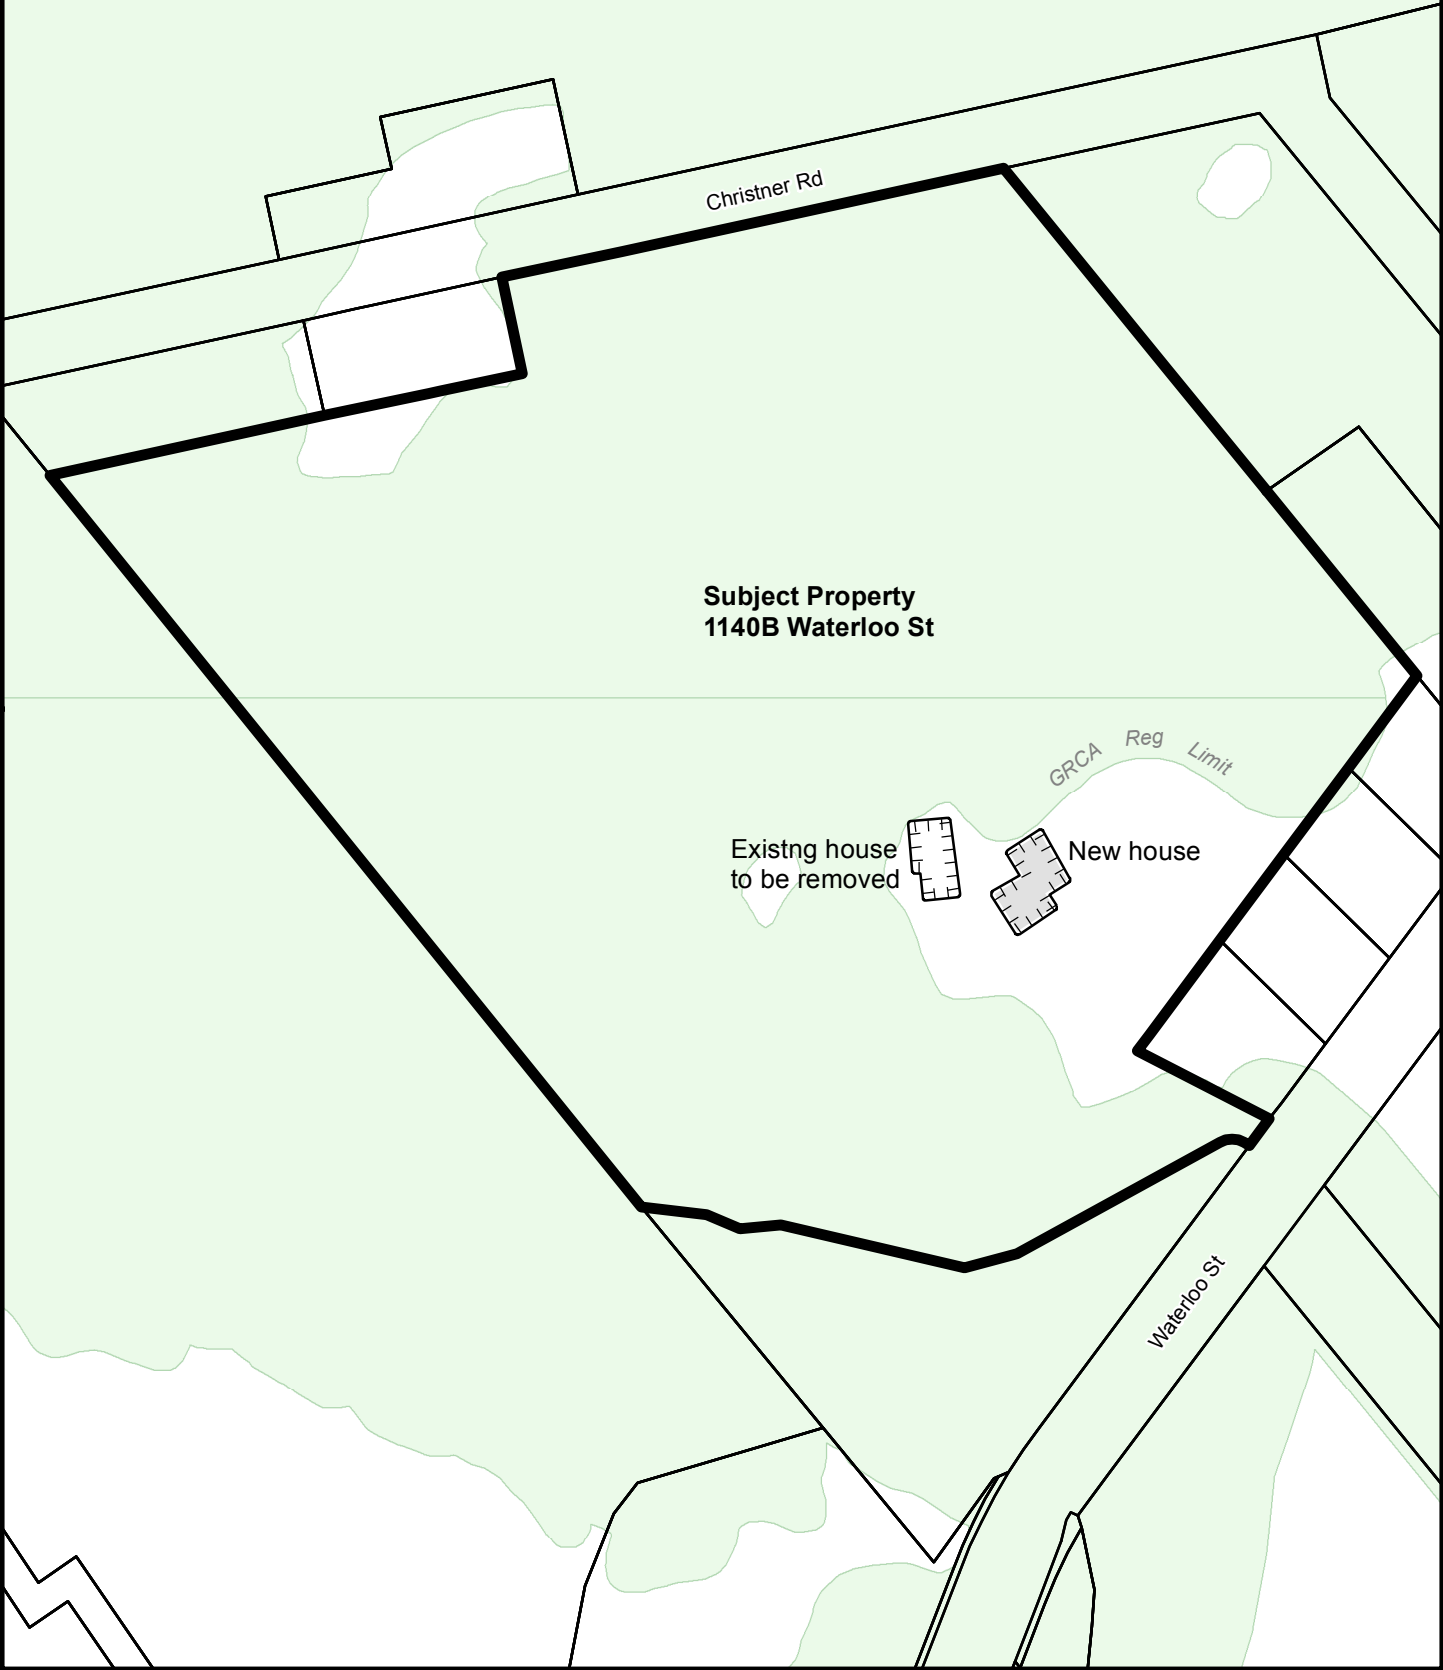 Christner Rd
Subject Property
1140B Waterloo St
GRCA Reg Limit
Existng house
to be removed
New house
Waterloo St